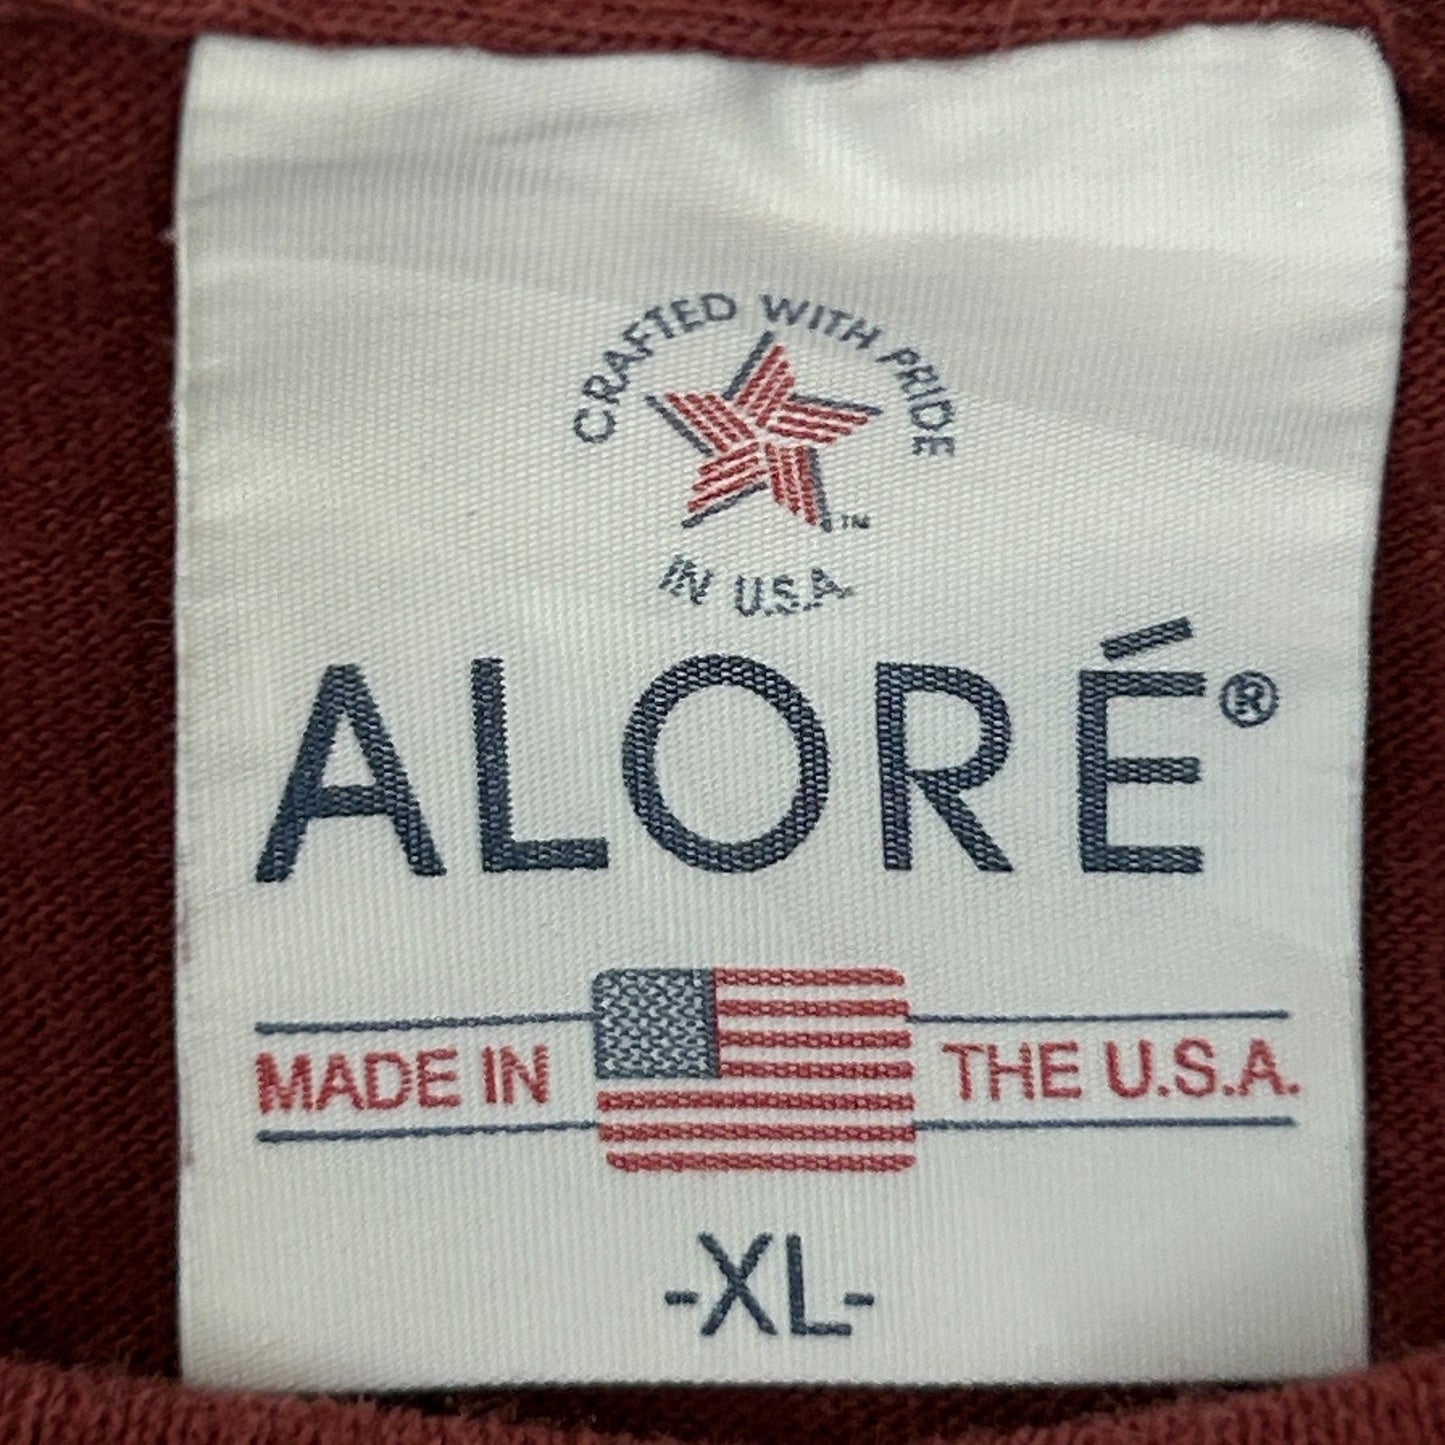 CRAFTED WITH PRIDE
™
IN U.S.A.
ALORÉ®
MADE IN THE U.S.A.
-XL-